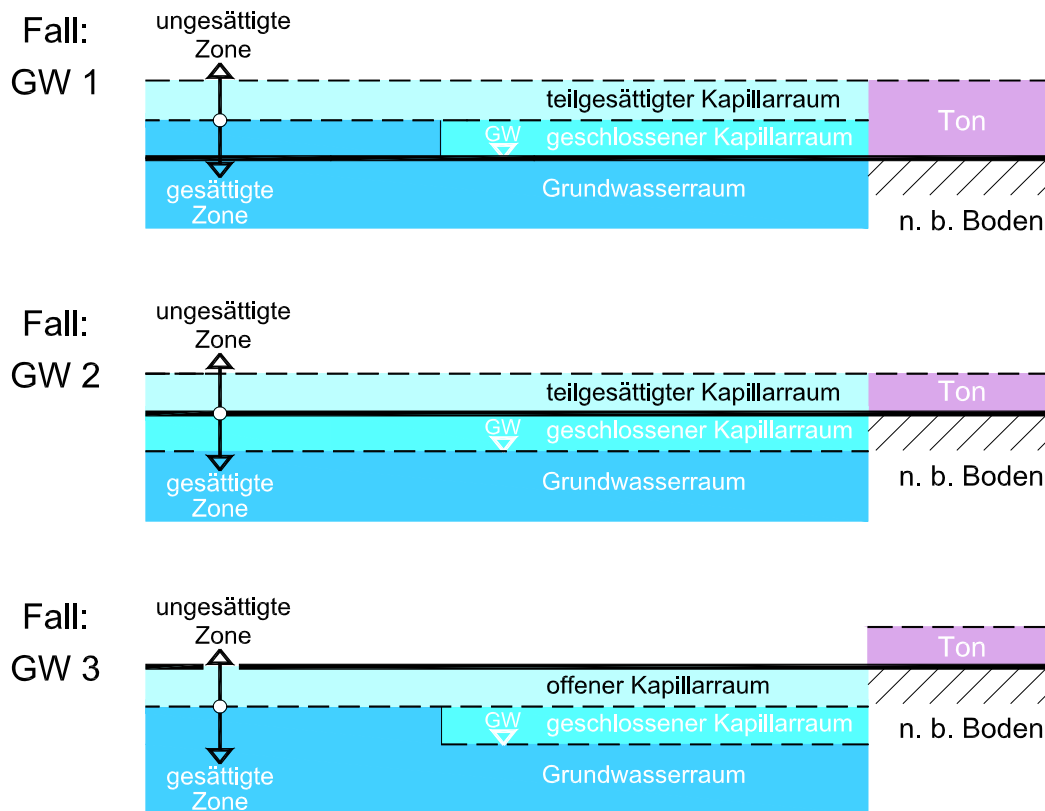 Fall:
GW 1
ungesättigte
Zone
teilgesättigter Kapillarraum
GW
geschlossener Kapillarraum
Ton
gesättigte
Zone
Grundwasserraum
n. b. Boden
Fall:
GW 2
ungesättigte
Zone
teilgesättigter Kapillarraum
Ton
GW
geschlossener Kapillarraum
gesättigte
Zone
Grundwasserraum
n. b. Boden
Fall:
GW 3
ungesättigte
Zone
Ton
offener Kapillarraum
GW
geschlossener Kapillarraum
n. b. Boden
gesättigte
Zone
Grundwasserraum